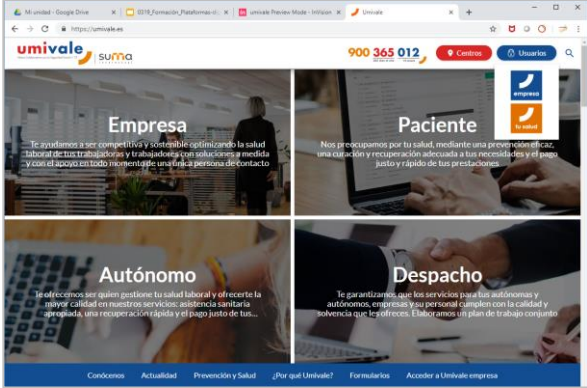 Mi unidad - Google Drive
0319_Formación_Plataformas-cl
umivale Preview Mode - InVision
Umivale
https://umivale.es
umivale
suma
900 365 012
Centros
Usuarios
empresa
tu salud
Empresa
Te ayudamos a ser competitiva y sostenible optimizando la salud
laboral de tus trabajadoras y trabajadores con soluciones a medida
y con el apoyo en todo momento de una única persona de contacto
Paciente
Nos preocupamos por tu salud, mediante una prevención eficaz,
una curación y recuperación adecuada a tus necesidades y el pago
justo y rápido de tus prestaciones
Autónomo
Te ofrecemos ser quien gestione tu salud laboral y ofrecerte la
mayor calidad en nuestros servicios: asistencia sanitaria
apropiada, una recuperación rápida y el pago justo de tus...
Despacho
Te garantizamos que los servicios para tus autónomas y
autónomos, empresas y su personal cumplen con la calidad y
solvencia que les ofreces. Elaboramos un plan de trabajo conjunto
Conócenos Actualidad Prevención y Salud ¿Por qué Umivale? Formularios Acceder a Umivale empresa